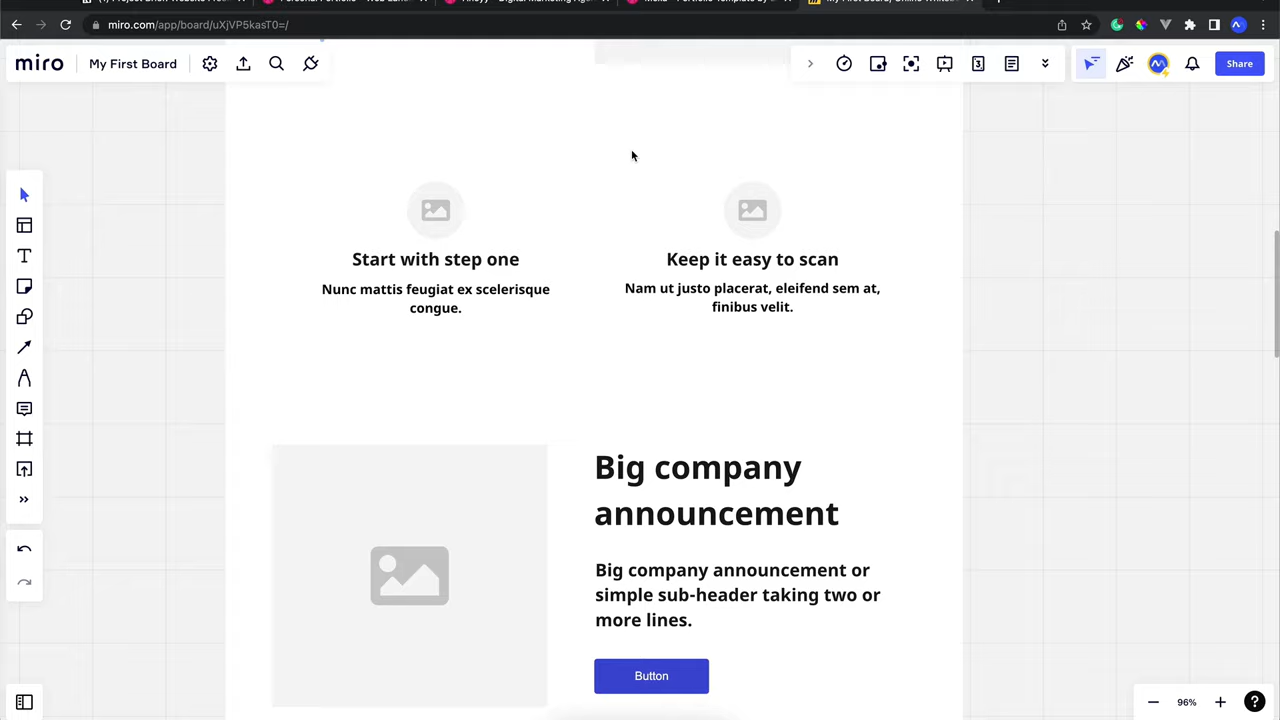 miro.com/app/board/uXjVP5kasT0=/
miro
My First Board
3
Share
Start with step one
Keep it easy to scan
Nunc mattis feugiat ex scelerisque
congue.
Nam ut justo placerat, eleifend sem at,
finibus velit.
Big company
announcement
Big company announcement or
simple sub-header taking two or
more lines.
Button
96%